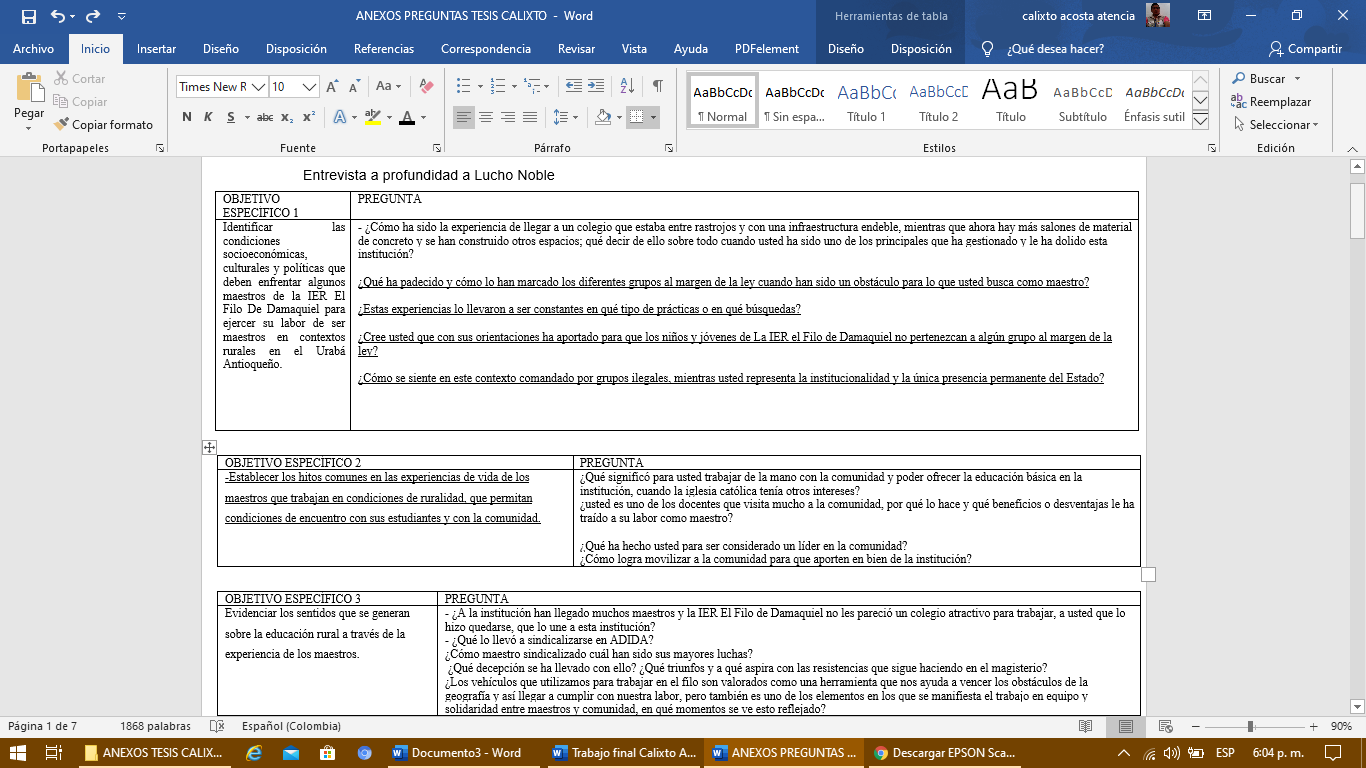 ANEXOS PREGUNTAS TESIS CALIXTO - Word
Herramientas de tabla
calixto acosta atencia
Archivo
Inicio
Insertar
Diseño
Disposición
Referencias
Correspondencia
Revisar
Vista
Ayuda
PDFelement
Diseño
Disposición
¿Qué desea hacer?
Compartir
Pegar
Cortar
Copiar
Copiar formato
Portapapeles
Times New R
10
Aa
N K S abc x₂ x²
Fuente
Párrafo
AaBbCcDc
¶ Normal
AaBbCcDc
¶ Sin espa...
AaBbCc
Título 1
AaBbCcD
Título 2
AaB
Título
AaBbCcD
Subtítulo
AaBbCcDc
Énfasis sutil
Estilos
Buscar
Reemplazar
Seleccionar
Edición
Entrevista a profundidad a Lucho Noble
OBJETIVO
ESPECÍFICO 1
PREGUNTA
Identificar las
condiciones
socioeconómicas,
culturales y políticas que
deben enfrentar algunos
maestros de la IER El
Filo De Damaquiel para
ejercer su labor de ser
maestros en contextos
rurales en el Urabá
Antioqueño.
- ¿Cómo ha sido la experiencia de llegar a un colegio que estaba entre rastrojos y con una infraestructura endeble, mientras que ahora hay más salones de material
de concreto y se han construido otros espacios; qué decir de ello sobre todo cuando usted ha sido uno de los principales que ha gestionado y le ha dolido esta
institución?
¿Qué ha padecido y cómo lo han marcado los diferentes grupos al margen de la ley cuando han sido un obstáculo para lo que usted busca como maestro?
¿Estas experiencias lo llevaron a ser constantes en qué tipo de prácticas o en qué búsquedas?
¿Cree usted que con sus orientaciones ha aportado para que los niños y jóvenes de La IER el Filo de Damaquiel no pertenezcan a algún grupo al margen de la
ley?
¿Cómo se siente en este contexto comandado por grupos ilegales, mientras usted representa la institucionalidad y la única presencia permanente del Estado?
OBJETIVO ESPECÍFICO 2
PREGUNTA
-Establecer los hitos comunes en las experiencias de vida de los
maestros que trabajan en condiciones de ruralidad, que permitan
condiciones de encuentro con sus estudiantes y con la comunidad.
¿Qué significó para usted trabajar de la mano con la comunidad y poder ofrecer la educación básica en la
institución, cuando la iglesia católica tenía otros intereses?
¿usted es uno de los docentes que visita mucho a la comunidad, por qué lo hace y qué beneficios o desventajas le ha
traído a su labor como maestro?
¿Qué ha hecho usted para ser considerado un líder en la comunidad?
¿Cómo logra movilizar a la comunidad para que aporten en bien de la institución?
OBJETIVO ESPECÍFICO 3
PREGUNTA
Evidenciar los sentidos que se generan
sobre la educación rural a través de la
experiencia de los maestros.
- ¿A la institución han llegado muchos maestros y la IER El Filo de Damaquiel no les pareció un colegio atractivo para trabajar, a usted que lo
hizo quedarse, que lo une a esta institución?
- ¿Qué lo llevó a sindicalizarse en ADIDA?
¿Cómo maestro sindicalizado cuál han sido sus mayores luchas?
¿Qué decepción se ha llevado con ello? ¿Qué triunfos y a qué aspira con las resistencias que sigue haciendo en el magisterio?
¿Los vehículos que utilizamos para trabajar en el filo son valorados como una herramienta que nos ayuda a vencer los obstáculos de la
geografía y así llegar a cumplir con nuestra labor, pero también es uno de los elementos en los que se manifiesta el trabajo en equipo y
solidaridad entre maestros y comunidad, en qué momentos se ve esto reflejado?
Página 1 de 7
1868 palabras
Español (Colombia)
90%
ANEXOS TESIS CALIX...
Documento3 - Word
Trabajo final Calixto A...
ANEXOS PREGUNTAS ...
Descargar EPSON Sca...
ESP
6:04 p. m.